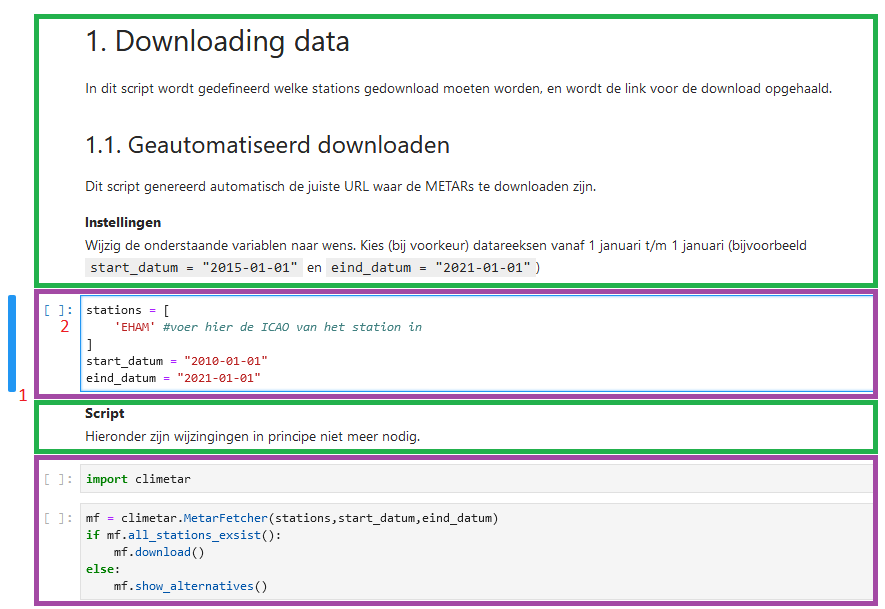 1. Downloading data
In dit script wordt gedefineerd welke stations gedownload moeten worden, en wordt de link voor de download opgehaald.
1.1. Geautomatiseerd downloaden
Dit script genereerd automatisch de juiste URL waar de METARs te downloaden zijn.
Instellingen
Wijzig de onderstaande variablen naar wens. Kies (bij voorkeur) datareeksen vanaf 1 januari t/m 1 januari (bijvoorbeeld
start_datum = "2015-01-01" en eind_datum = "2021-01-01")
[ ]: stations = [
2 'EHAM' #voer hier de ICAO van het station in
]
start_datum = "2010-01-01"
eind_datum = "2021-01-01"
1
Script
Hieronder zijn wijzingingen in principe niet meer nodig.
[ ]: import climetar
[ ]: mf = climetar.MetarFetcher(stations,start_datum,eind_datum)
if mf.all_stations_exsist():
mf.download()
else:
mf.show_alternatives()